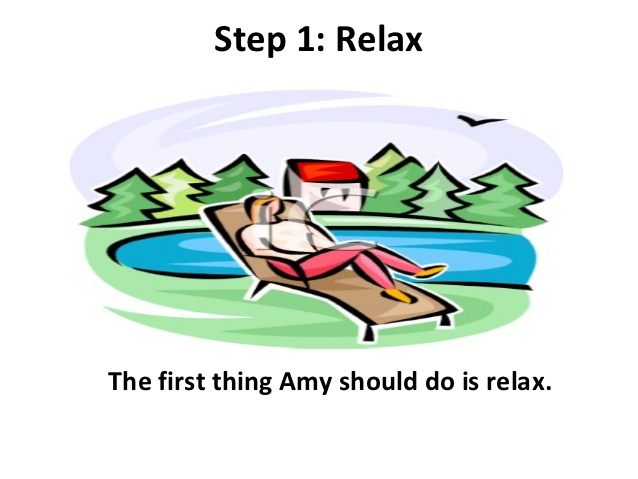 Step 1: Relax
The first thing Amy should do is relax.